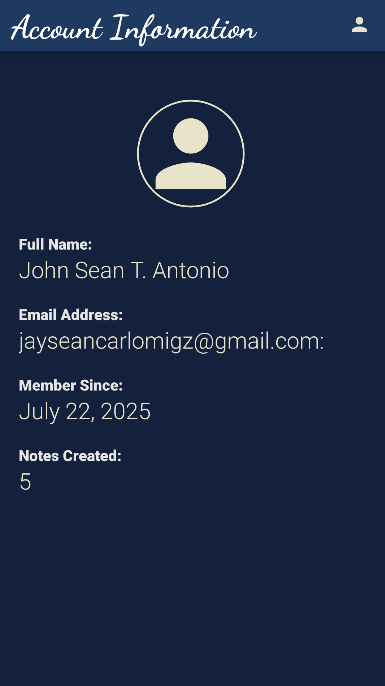 Account Information
Full Name:
John Sean T. Antonio
Email Address:
jayseancarlomigz@gmail.com:
Member Since:
July 22, 2025
Notes Created:
5